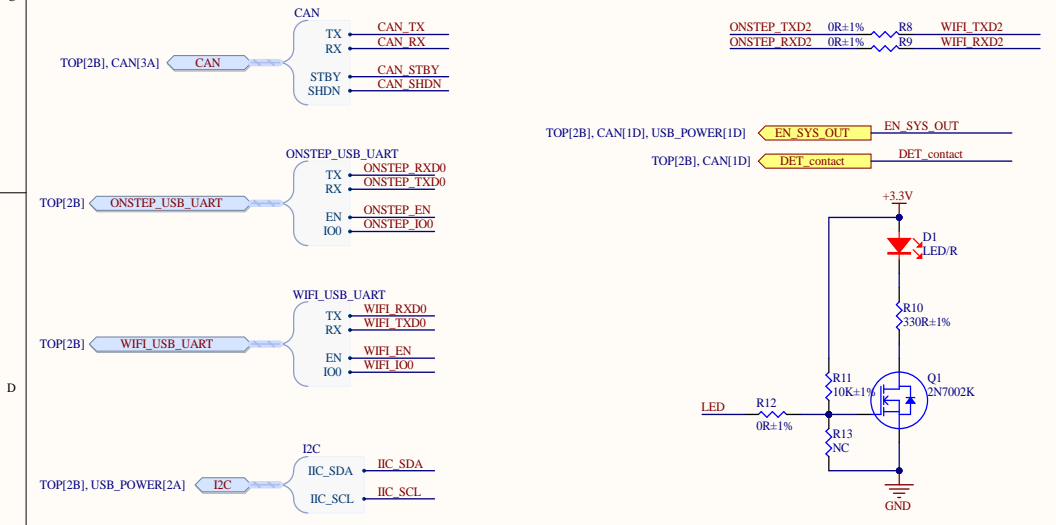 CAN
TX CAN_TX
RX CAN_RX
TOP[2B], CAN[3A] CAN
STBY CAN_STBY
SHDN CAN_SHDN
ONSTEP_USB_UART
TX ONSTEP_RXD0
RX ONSTEP_TXD0
TOP[2B] ONSTEP_USB_UART
EN ONSTEP_EN
IO0 ONSTEP_IO0
WIFI_USB_UART
TX WIFI_RXD0
RX WIFI_TXD0
TOP[2B] WIFI_USB_UART
EN WIFI_EN
IO0 WIFI_IO0
D
I2C
IIC_SDA IIC_SDA
TOP[2B], USB_POWER[2A] I2C
IIC_SCL IIC_SCL
ONSTEP_TXD2 0R±1% R8 WIFI_TXD2
ONSTEP_RXD2 0R±1% R9 WIFI_RXD2
TOP[2B], CAN[1D], USB_POWER[1D] EN_SYS_OUT EN_SYS_OUT
TOP[2B], CAN[1D] DET_contact DET_contact
+3.3V
D1
LED/R
R10
330R±1%
R11
10K±1%
Q1
2N7002K
LED R12
0R±1%
R13
NC
GND